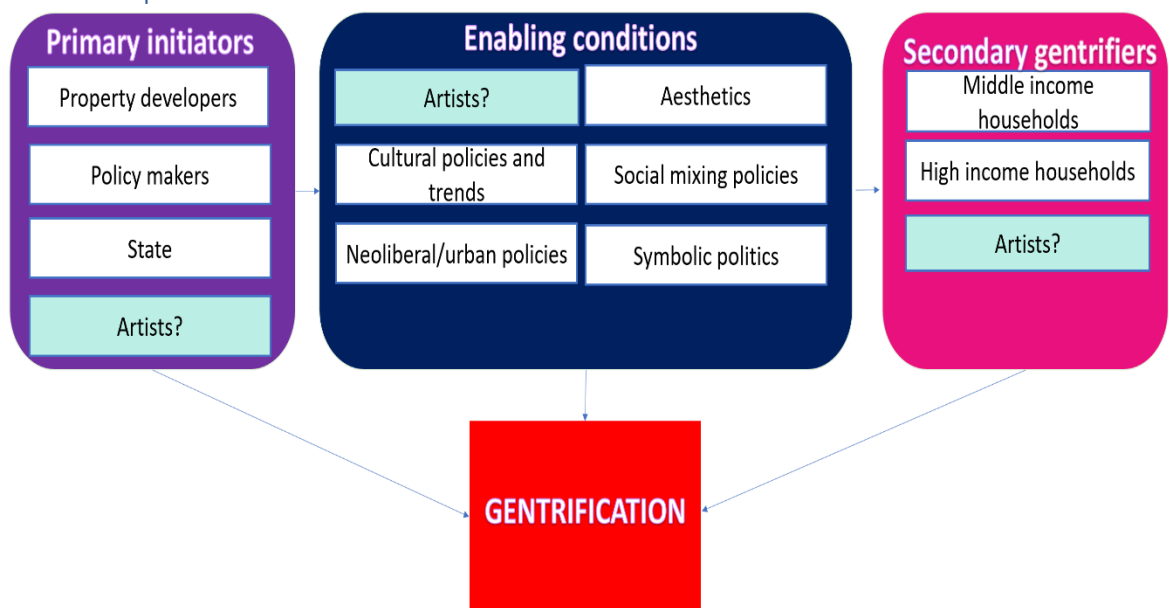 Primary initiators
Property developers
Policy makers
State
Artists?
Enabling conditions
Artists?
Aesthetics
Cultural policies and
trends
Social mixing policies
Neoliberal/urban policies
Symbolic politics
Secondary gentrifiers
Middle income
households
High income households
Artists?
GENTRIFICATION